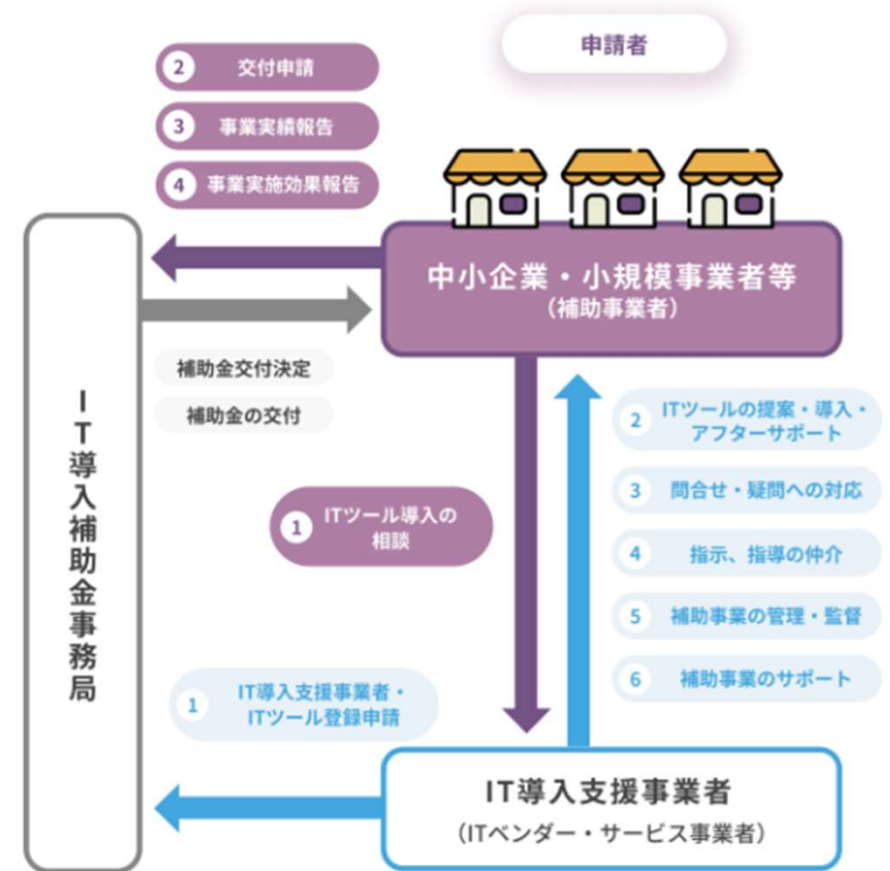 申請者
2 交付申請
3 事業実績報告
4 事業実施効果報告
中小企業・小規模事業者等
（補助事業者）
補助金交付決定
補助金の交付
IT導入補助金事務局
1 ITツール導入の
相談
2 ITツールの提案・導入・
アフターサポート
3 問合せ・疑問への対応
4 指示、指導の仲介
5 補助事業の管理・監督
6 補助事業のサポート
1 IT導入支援事業者・
ITツール登録申請
IT導入支援事業者
（ITベンダー・サービス事業者）